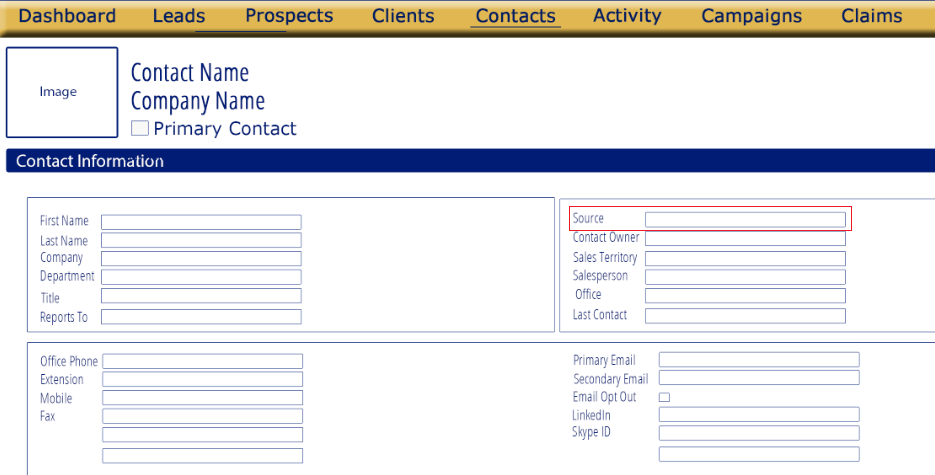 Dashboard Leads Prospects Clients Contacts Activity Campaigns Claims
Image
Contact Name
Company Name
Primary Contact
Contact Information
First Name
Last Name
Company
Department
Title
Reports To
Source
Contact Owner
Sales Territory
Salesperson
Office
Last Contact
Office Phone
Extension
Mobile
Fax
Primary Email
Secondary Email
Email Opt Out
LinkedIn
Skype ID